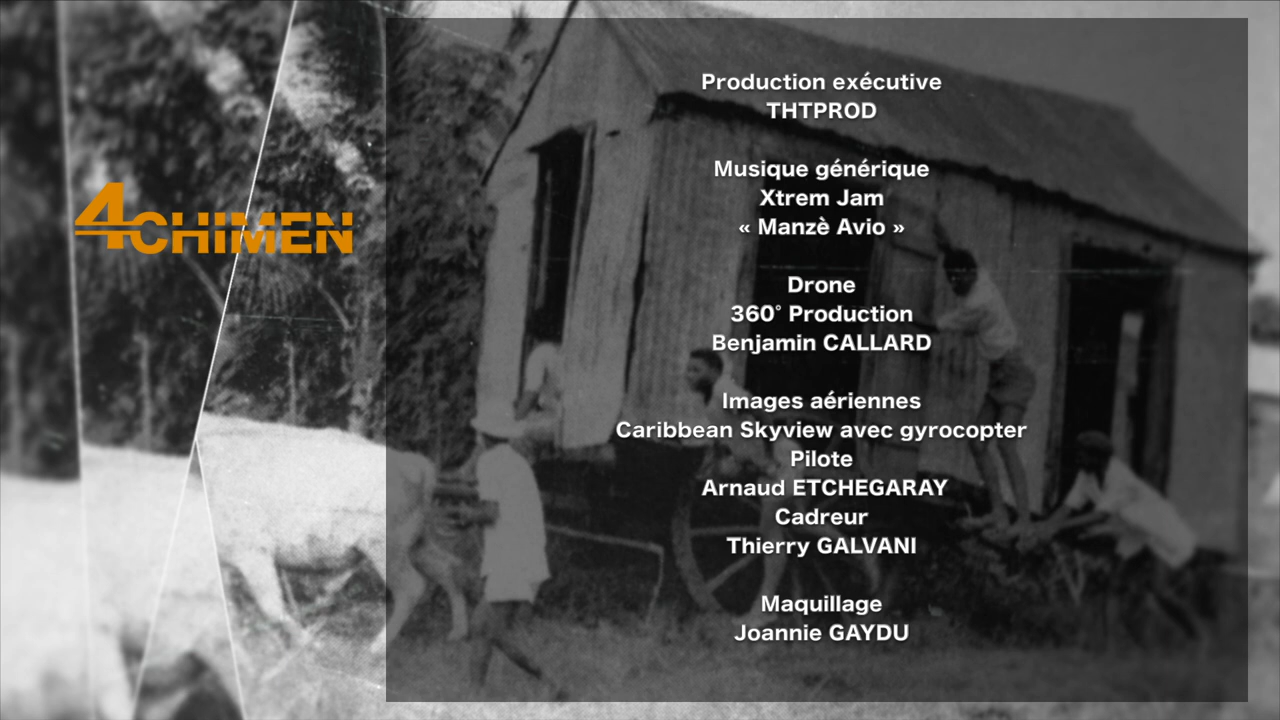 4CHIMEN
Production exécutive
THTPROD
Musique générique
Xtrem Jam
« Manzè Avio »
Drone
360° Production
Benjamin CALLARD
Images aériennes
Caribbean Skyview avec gyrocopter
Pilote
Arnaud ETCHEGARAY
Cadreur
Thierry GALVANI
Maquillage
Joannie GAYDU